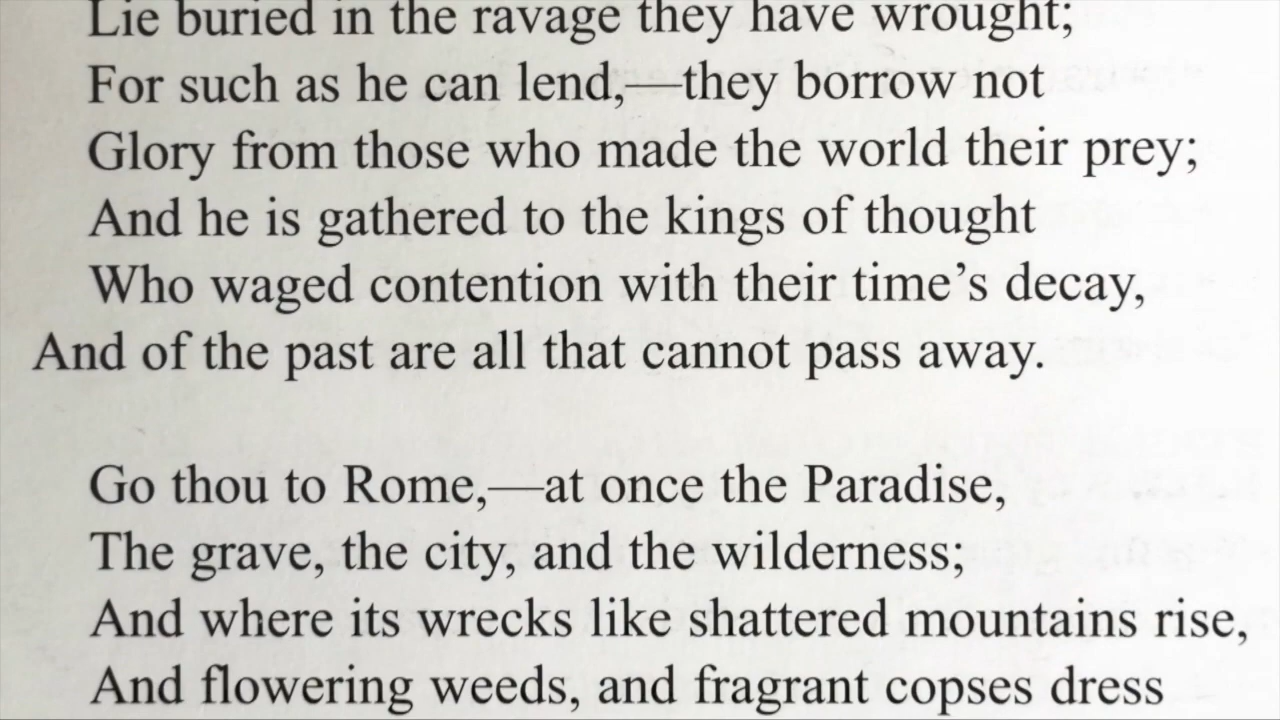 Lie buried in the ravage they have wrought;
For such as he can lend,—they borrow not
Glory from those who made the world their prey;
And he is gathered to the kings of thought
Who waged contention with their time’s decay,
And of the past are all that cannot pass away.
Go thou to Rome,—at once the Paradise,
The grave, the city, and the wilderness;
And where its wrecks like shattered mountains rise,
And flowering weeds, and fragrant copses dress